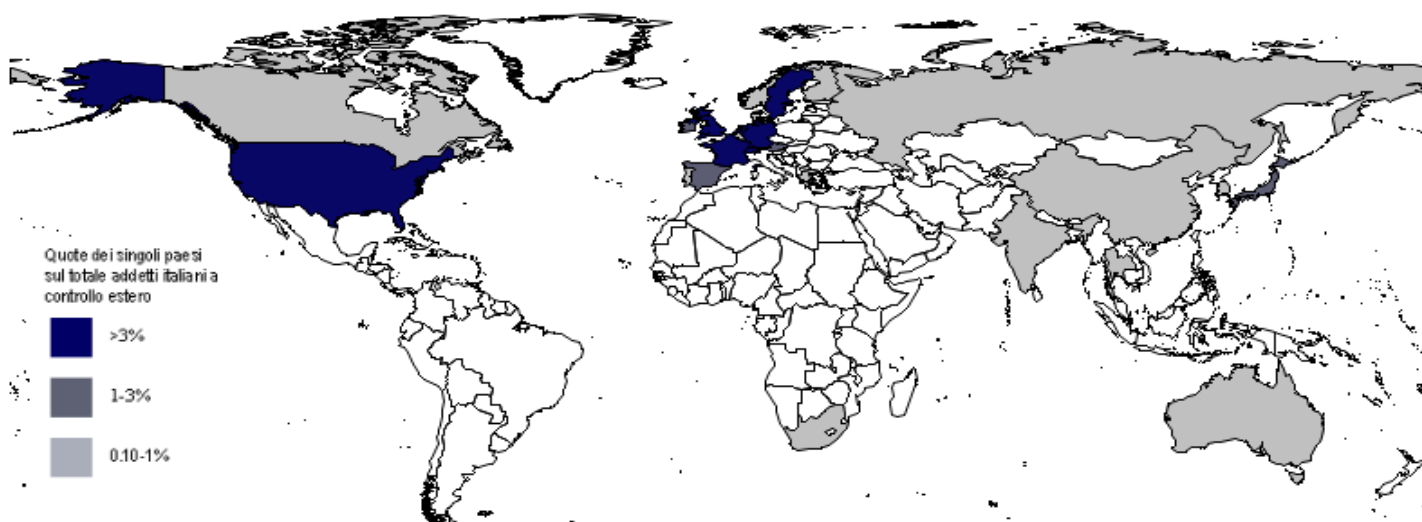 Quote dei singoli paesi
sul totale addetti italiani a
controllo estero
>3%
1-3%
0.10-1%